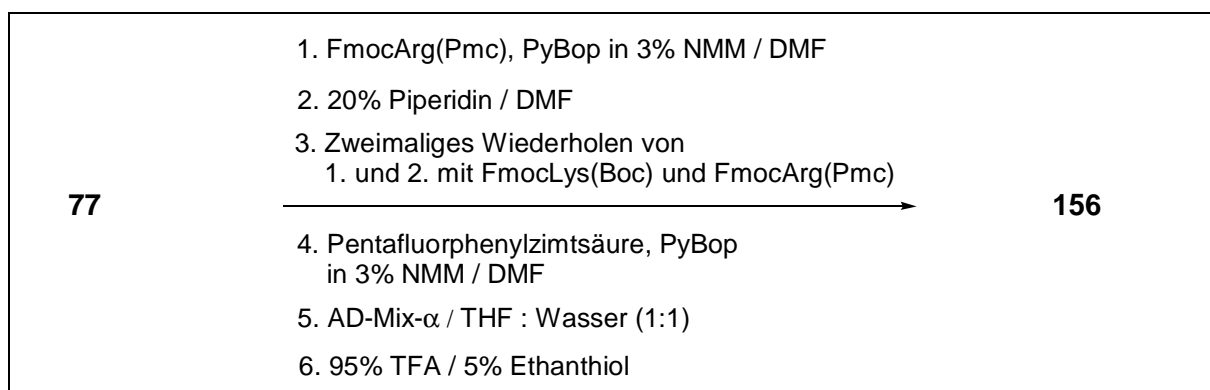 1. FmocArg(Pmc), PyBop in 3% NMM / DMF
2. 20% Piperidin / DMF
3. Zweimaliges Wiederholen von
1. und 2. mit FmocLys(Boc) und FmocArg(Pmc)
77
156
4. Pentafluorphenylzimtsäure, PyBop
in 3% NMM / DMF
5. AD-Mix-α / THF : Wasser (1:1)
6. 95% TFA / 5% Ethanthiol